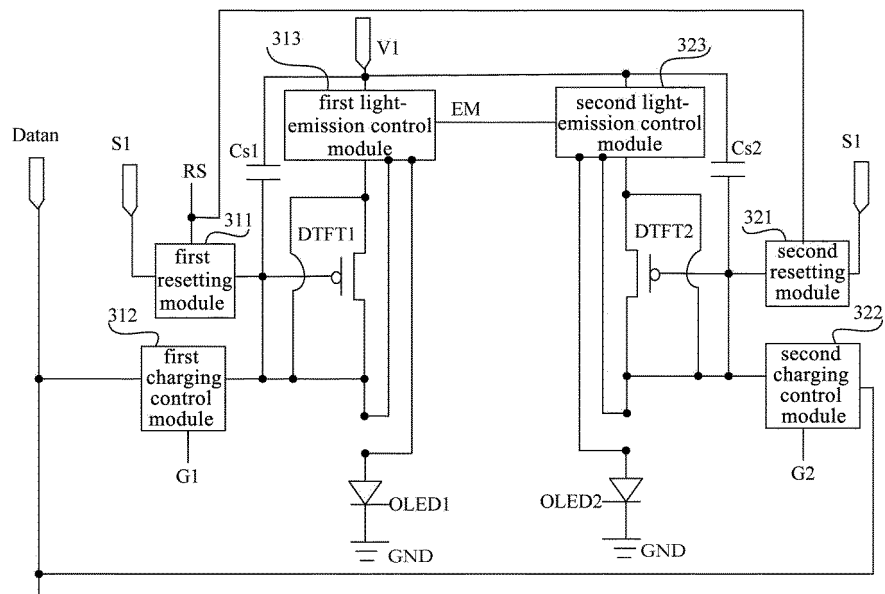 313
V1
323
first light-
emission control
module
EM
second light-
emission control
module
Datan
S1
Cs1
Cs2
S1
RS
311
DTFT1
DTFT2
321
first
resetting
module
second
resetting
module
312
322
first
charging
control
module
second
charging
control
module
G1
G2
OLED1
OLED2
GND
GND